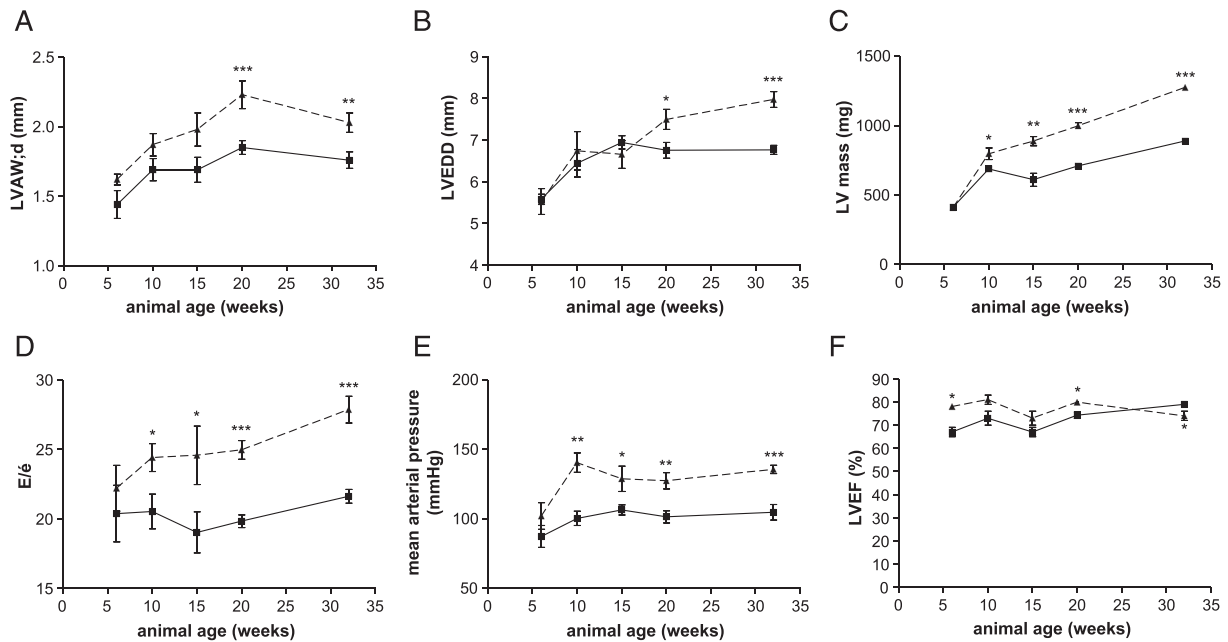 A
2.5
2.0
1.5
1.0
LVAW;d (mm)
***
**
0 5 10 15 20 25 30 35
animal age (weeks)
B
9
8
7
6
5
4
LVEDD (mm)
*
***
0 5 10 15 20 25 30 35
animal age (weeks)
C
1500
1000
500
0
LV mass (mg)
*
**
***
***
0 5 10 15 20 25 30 35
animal age (weeks)
D
30
25
20
15
E/é
*
*
***
***
0 5 10 15 20 25 30 35
animal age (weeks)
E
200
150
100
50
mean arterial pressure
(mmHg)
**
*
**
***
0 5 10 15 20 25 30 35
animal age (weeks)
F
90
80
70
60
50
40
30
20
10
0
LVEF (%)
*
*
*
0 5 10 15 20 25 30 35
animal age (weeks)